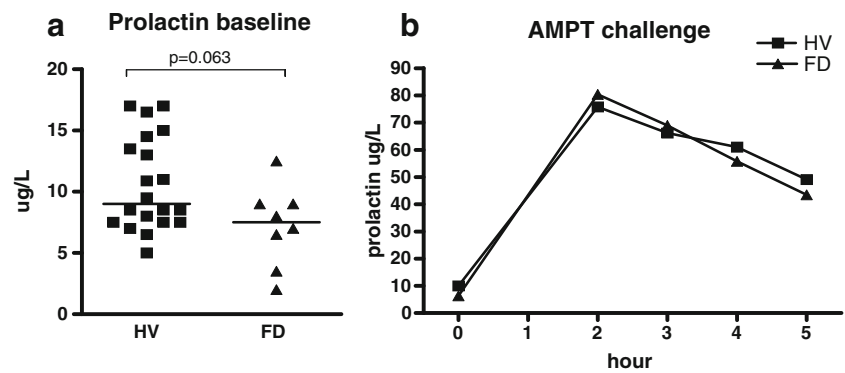 a Prolactin baseline
p=0.063
20
15
10
5
0
ug/L
HV FD
b AMPT challenge
HV
FD
90
80
70
60
50
40
30
20
10
0
prolactin ug/L
0 1 2 3 4 5
hour